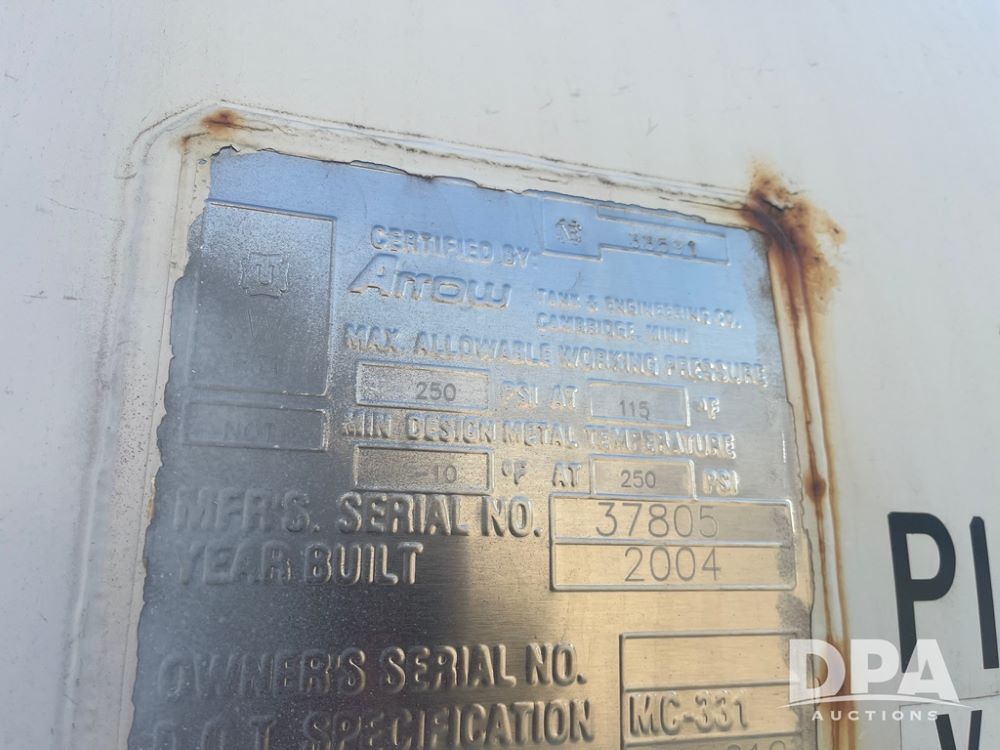 U
CERTIFIED BY:
Arrow TANK & ENGINEERING CO.
CAMBRIDGE, MINN
MAX. ALLOWABLE WORKING PRESSURE
250 PSI AT 115 °F
NOT
MIN DESIGN METAL TEMPERATURE
-10 °F AT 250 PSI
MFR'S. SERIAL NO. 37805
YEAR BUILT 2004
OWNER'S SERIAL NO.
D.O.T. SPECIFICATION MC-331
PI
DPA
AUCTIONS